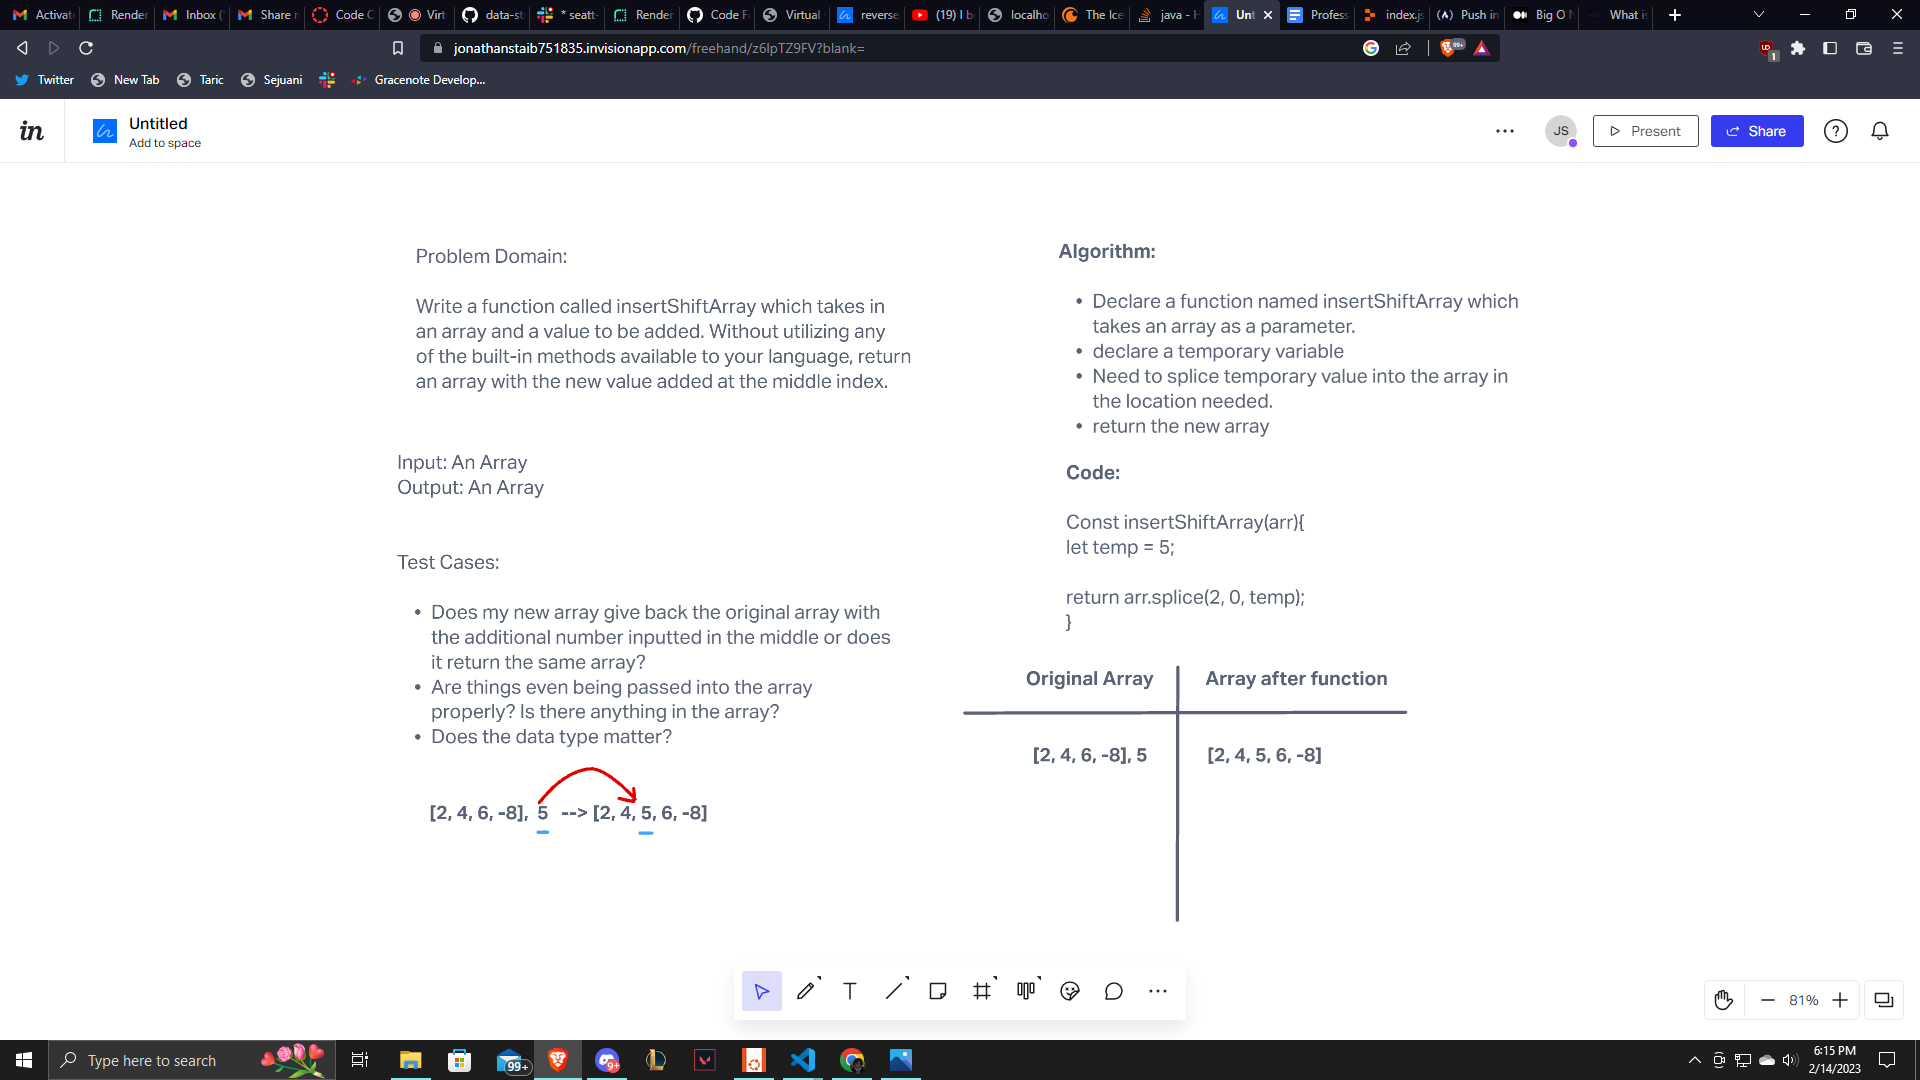 Activat
Render
Inbox (
Share r
Code C
Virt
data-st
* seatt-
Render
Code F
Virtual
reverse
(19) I b
localho
The Ice
java - H
Unt
Profess
index.js
Push in
Big O N
What is
jonathanstaib751835.invisionapp.com/freehand/z6lpTZ9FV?blank=
99+
1
Twitter
New Tab
Taric
Sejuani
Gracenote Develop...
in
Untitled
Add to space
JS
Present
Share
Problem Domain:
Write a function called insertShiftArray which takes in
an array and a value to be added. Without utilizing any
of the built-in methods available to your language, return
an array with the new value added at the middle index.
Input: An Array
Output: An Array
Test Cases:
• Does my new array give back the original array with
the additional number inputted in the middle or does
it return the same array?
• Are things even being passed into the array
properly? Is there anything in the array?
• Does the data type matter?
[2, 4, 6, -8], 5 --> [2, 4, 5, 6, -8]
Algorithm:
• Declare a function named insertShiftArray which
takes an array as a parameter.
• declare a temporary variable
• Need to splice temporary value into the array in
the location needed.
• return the new array
Code:
Const insertShiftArray(arr){
let temp = 5;
return arr.splice(2, 0, temp);
}
Original Array
Array after function
[2, 4, 6, -8], 5
[2, 4, 5, 6, -8]
81%
Type here to search
99+
9+
6:15 PM
2/14/2023